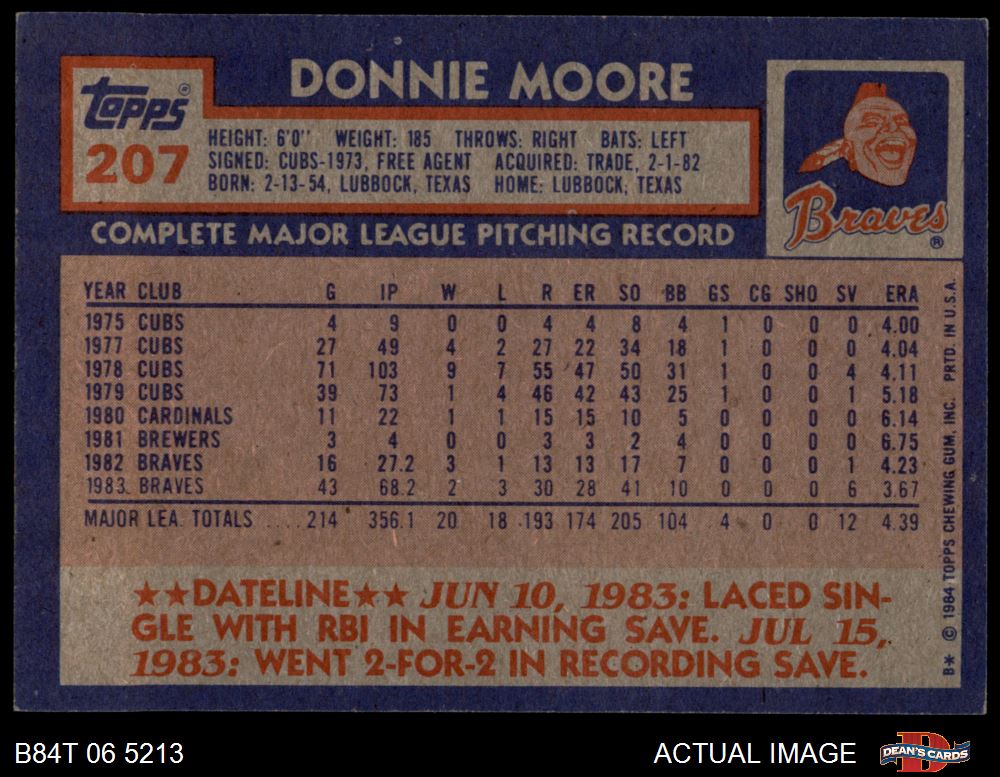 DONNIE MOORE
Topps®
207
HEIGHT: 6'0" WEIGHT: 185 THROWS: RIGHT BATS: LEFT
SIGNED: CUBS-1973, FREE AGENT ACQUIRED: TRADE, 2-1-82
BORN: 2-13-54, LUBBOCK, TEXAS HOME: LUBBOCK, TEXAS
Braves®
COMPLETE MAJOR LEAGUE PITCHING RECORD
YEAR CLUB G IP W L R ER SO BB GS CG SHO SV ERA
1975 CUBS 4 9 0 0 4 4 8 4 1 0 0 0 4.00
1977 CUBS 27 49 4 2 27 22 34 18 1 0 0 0 4.04
1978 CUBS 71 103 9 7 55 47 50 31 1 0 0 4 4.11
1979 CUBS 39 73 1 4 46 42 43 25 1 0 0 1 5.18
1980 CARDINALS 11 22 1 1 15 15 10 5 0 0 0 0 6.14
1981 BREWERS 3 4 0 0 3 3 2 4 0 0 0 0 6.75
1982 BRAVES 16 27.2 3 1 13 13 17 7 0 0 0 1 4.23
1983 BRAVES 43 68.2 2 3 30 28 41 10 0 0 0 6 3.67
MAJOR LEA. TOTALS ....214 356.1 20 18 193 174 205 104 4 0 0 12 4.39
★★DATELINE★★ JUN 10, 1983: LACED SIN-
GLE WITH RBI IN EARNING SAVE. JUL 15,
1983: WENT 2-FOR-2 IN RECORDING SAVE.
B* © 1984 TOPPS CHEWING GUM, INC. PRTD. IN U.S.A.
B84T 06 5213
ACTUAL IMAGE
DEAN'S CARDS